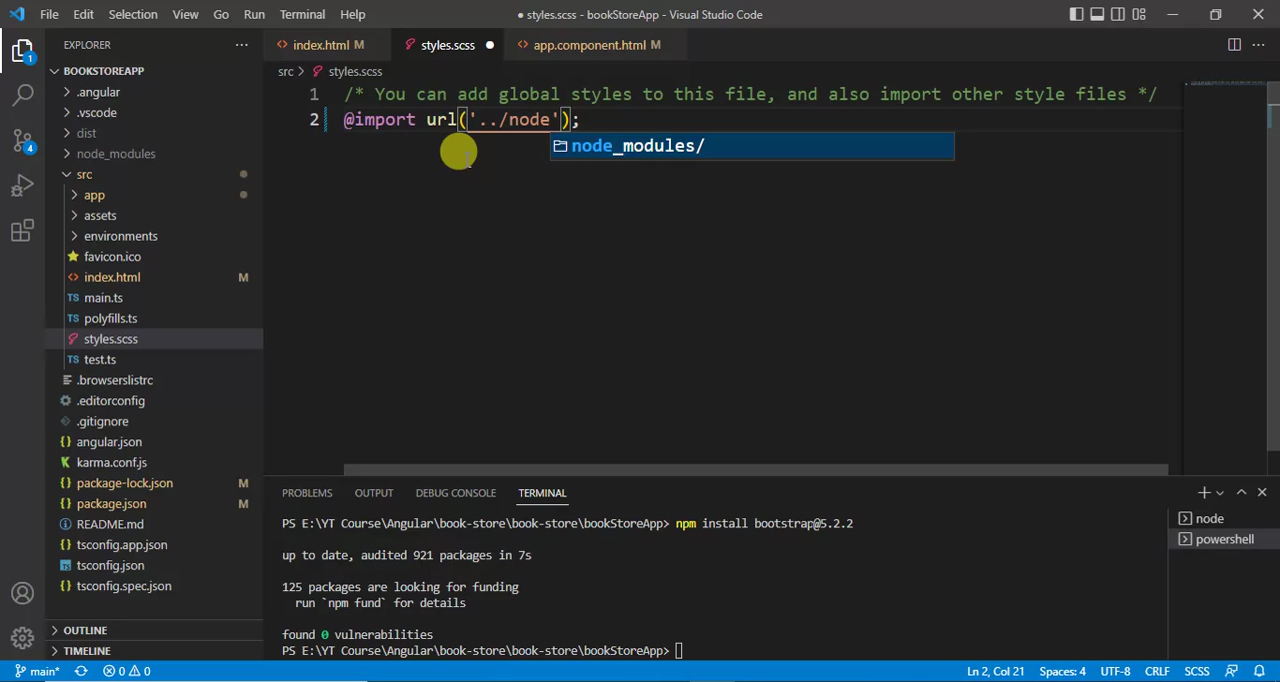 File Edit Selection View Go Run Terminal Help
● styles.scss - bookStoreApp - Visual Studio Code
EXPLORER
index.html M
styles.scss
app.component.html M
BOOKSTOREAPP
.angular
.vscode
dist
node_modules
src
app
assets
environments
favicon.ico
index.html M
main.ts
polyfills.ts
styles.scss
test.ts
.browserslistrc
.editorconfig
.gitignore
angular.json
karma.conf.js
package-lock.json M
package.json M
README.md
tsconfig.app.json
tsconfig.json
tsconfig.spec.json
OUTLINE
TIMELINE
1
4
src > styles.scss
1 /* You can add global styles to this file, and also import other style files */
2 @import url('../node');
node_modules/
PROBLEMS OUTPUT DEBUG CONSOLE TERMINAL
PS E:\YT Course\Angular\book-store\book-store\bookStoreApp> npm install bootstrap@5.2.2
up to date, audited 921 packages in 7s
125 packages are looking for funding
run `npm fund` for details
found 0 vulnerabilities
PS E:\YT Course\Angular\book-store\book-store\bookStoreApp>
node
powershell
main* 0 0
Ln 2, Col 21 Spaces: 4 UTF-8 CRLF SCSS